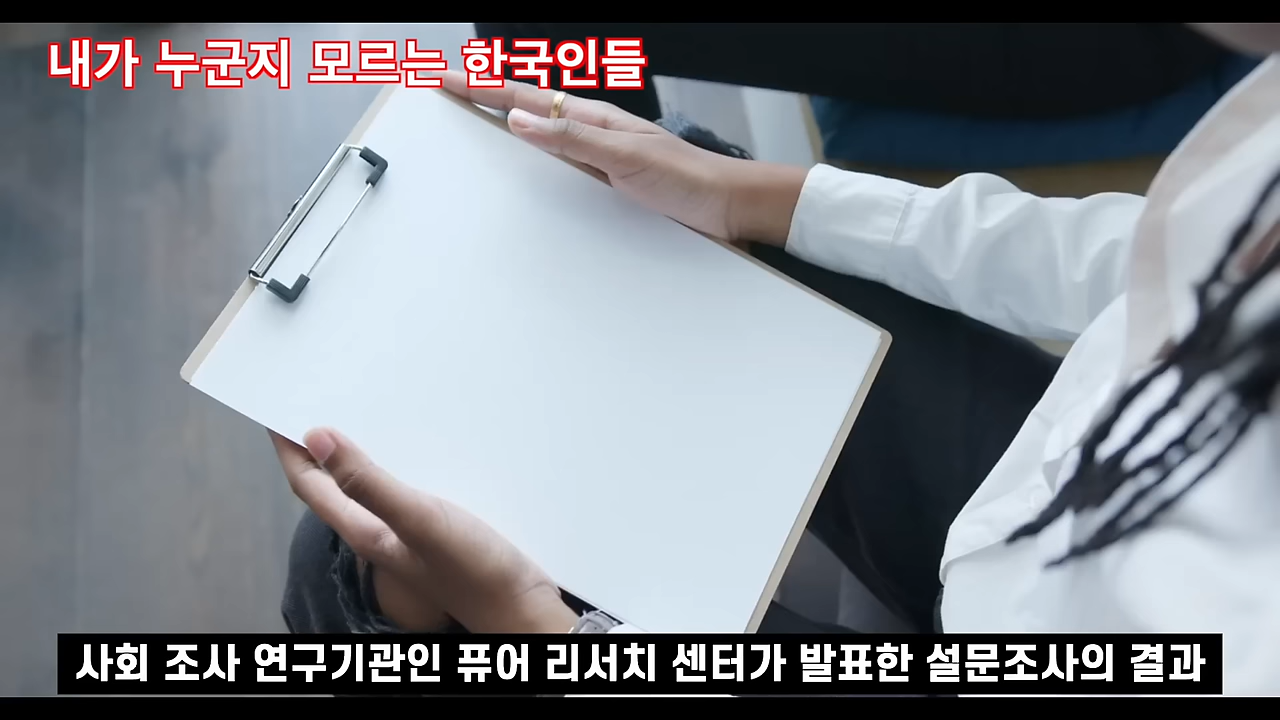 내가 누군지 모르는 한국인들
사회 조사 연구기관인 퓨어 리서치 센터가 발표한 설문조사의 결과